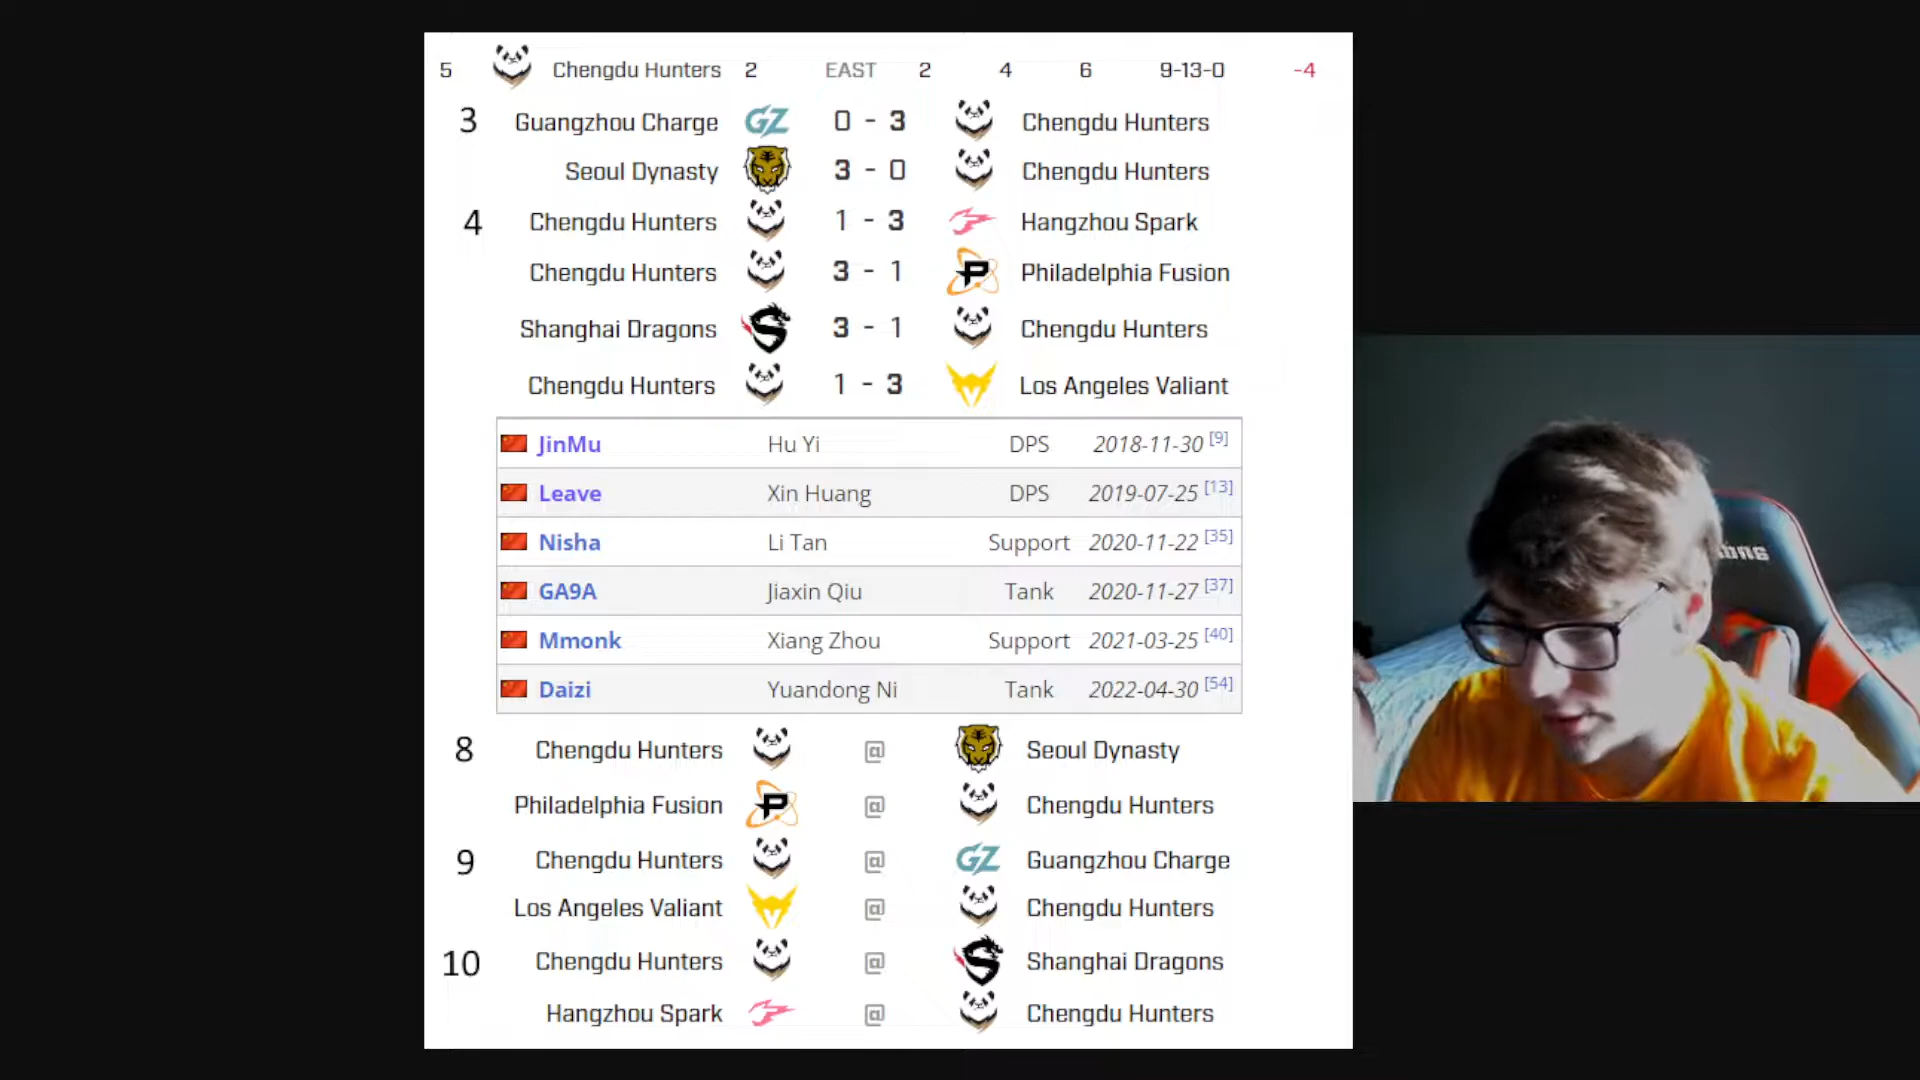 5 Chengdu Hunters 2 EAST 2 4 6 9-13-0 -4
3 Guangzhou Charge GZ 0 - 3 Chengdu Hunters
Seoul Dynasty 3 - 0 Chengdu Hunters
4 Chengdu Hunters 1 - 3 Hangzhou Spark
Chengdu Hunters 3 - 1 P Philadelphia Fusion
Shanghai Dragons S 3 - 1 Chengdu Hunters
Chengdu Hunters 1 - 3 Los Angeles Valiant
JinMu Hu Yi DPS 2018-11-30 [9]
Leave Xin Huang DPS 2019-07-25 [13]
Nisha Li Tan Support 2020-11-22 [35]
GA9A Jiaxin Qiu Tank 2020-11-27 [37]
Mmonk Xiang Zhou Support 2021-03-25 [40]
Daizi Yuandong Ni Tank 2022-04-30 [54]
8 Chengdu Hunters @ Seoul Dynasty
Philadelphia Fusion P @ Chengdu Hunters
9 Chengdu Hunters @ GZ Guangzhou Charge
Los Angeles Valiant @ Chengdu Hunters
10 Chengdu Hunters @ S Shanghai Dragons
Hangzhou Spark @ Chengdu Hunters